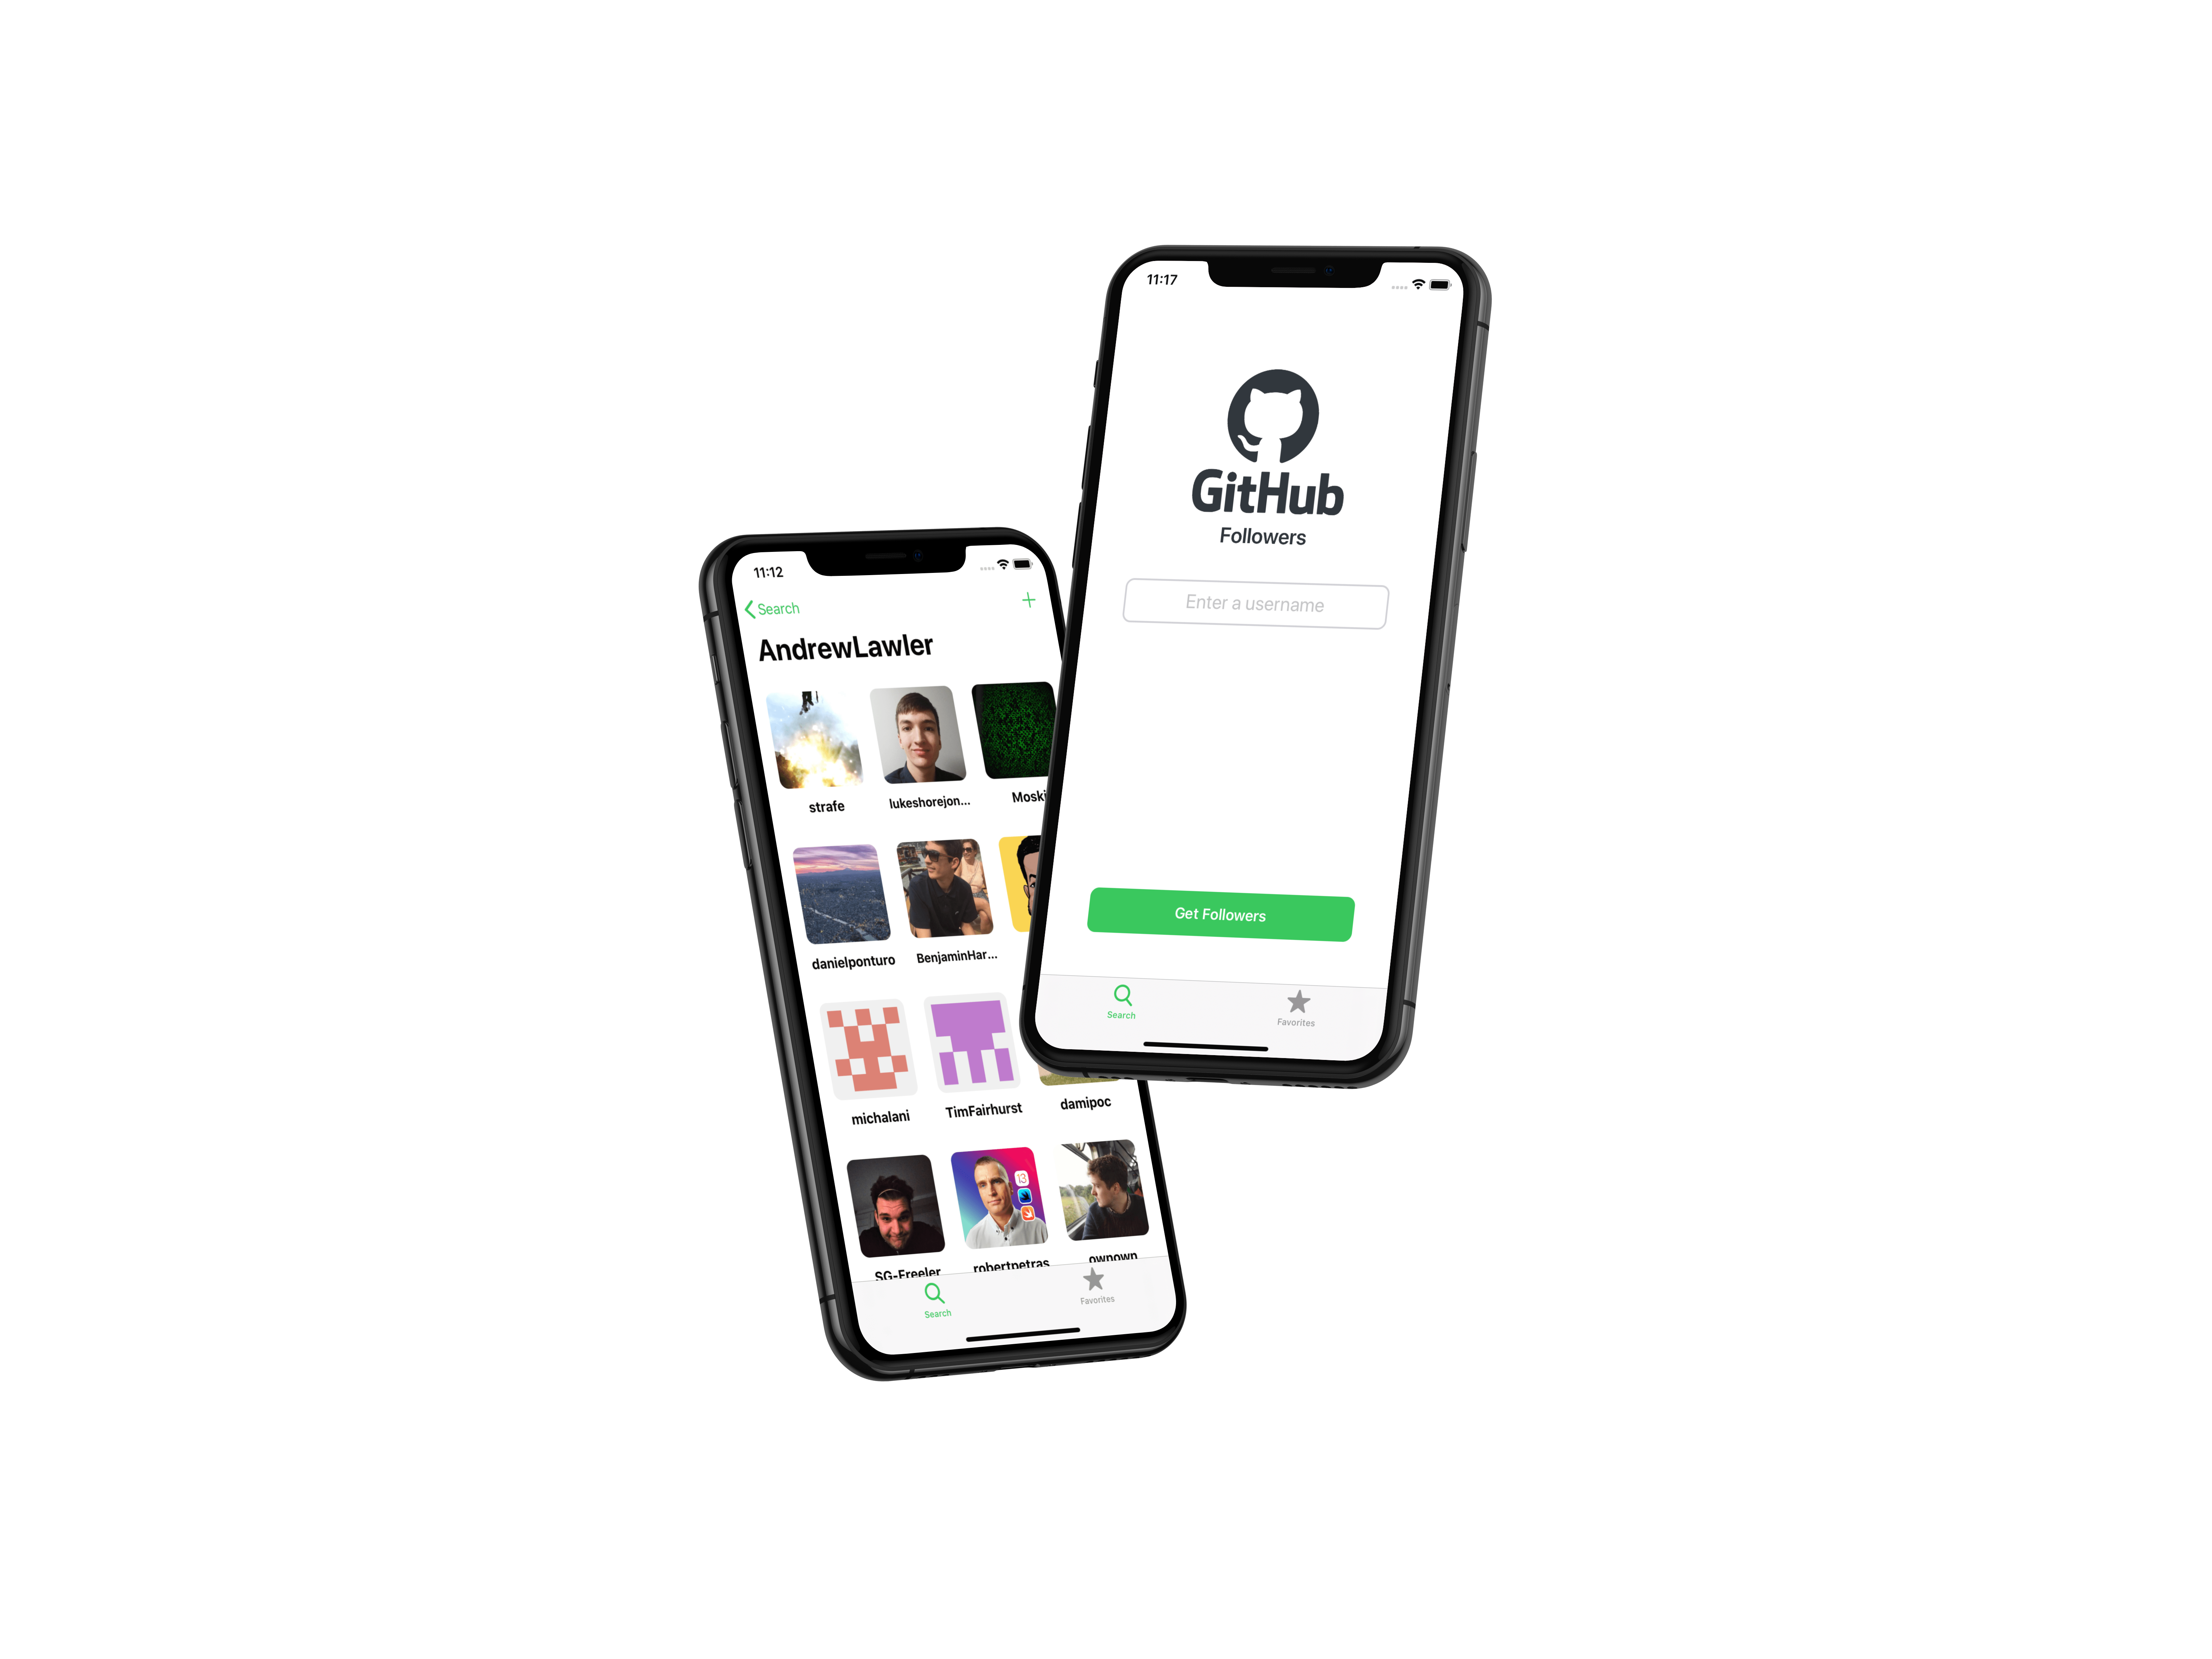 11:17
GitHub
Followers
Enter a username
Get Followers
Search
Favorites
11:12
Search
AndrewLawler
strafe
lukeshorejon...
Moski
danielponturo
BenjaminHar...
michalani
TimFairhurst
damipoc
13
SG-Freeler
robertpetras
ownown
Search
Favorites